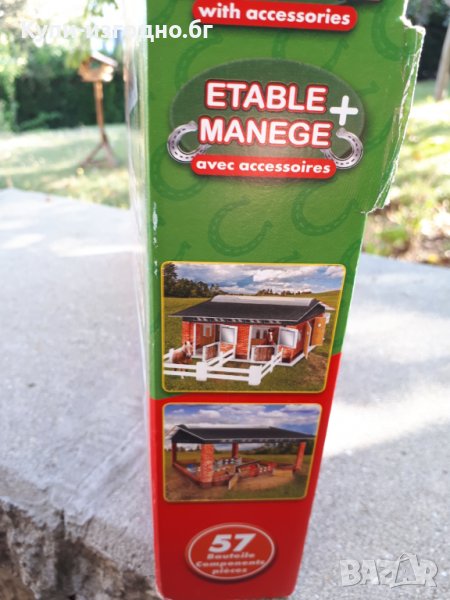 Купи-изгодно.бг
with accessories
ETABLE +
MANEGE
avec accessoires
57
Bauteile
Components
pièces
BAZAR